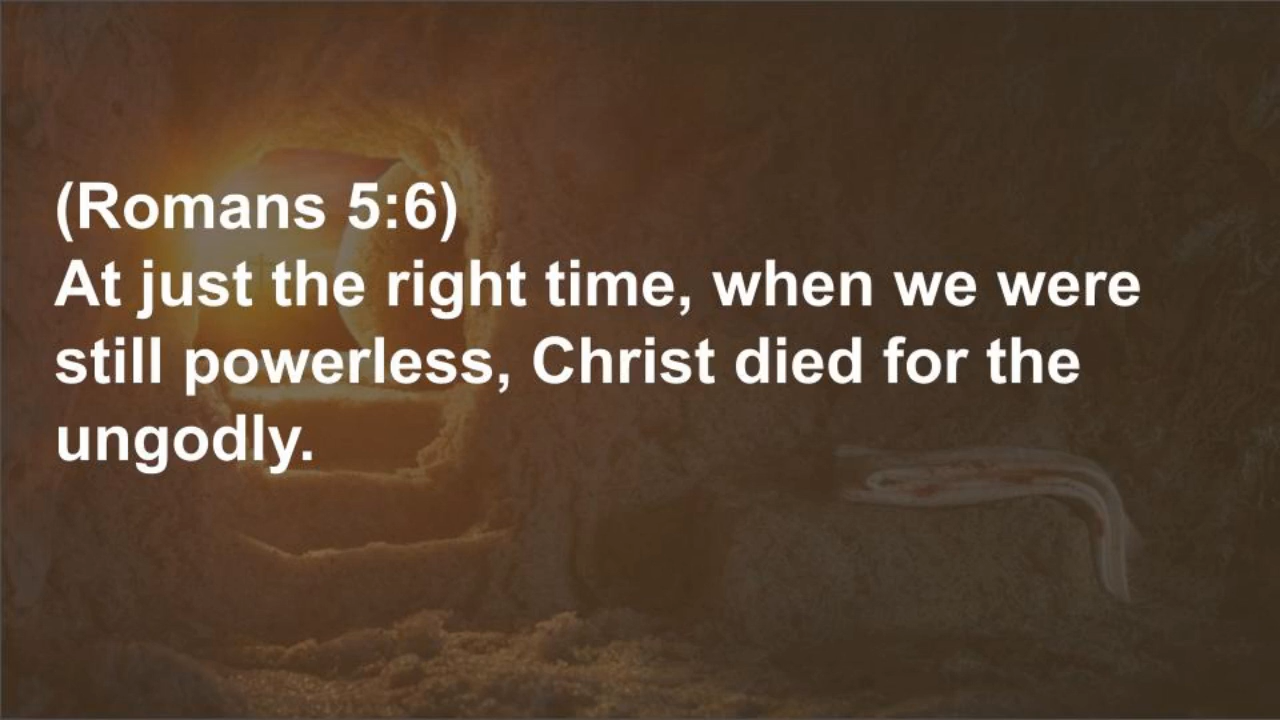 (Romans 5:6)
At just the right time, when we were
still powerless, Christ died for the
ungodly.